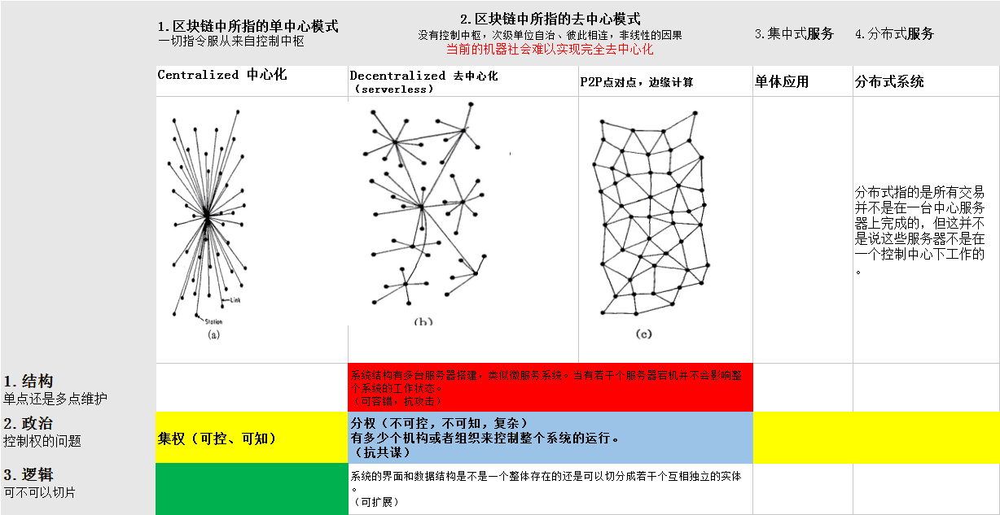 1.区块链中所指的单中心模式
一切指令服从来自控制中枢
2.区块链中所指的去中心模式
没有控制中枢，次级单位自治、彼此相连，非线性的因果
当前的机器社会难以实现完全去中心化
3.集中式服务
4.分布式服务
Centralized 中心化
Decentralized 去中心化
（serverless）
P2P点对点，边缘计算
单体应用
分布式系统
Link
Station
(a)
(b)
(c)
分布式指的是所有交易
并不是在一台中心服务
器上完成的，但这并不
是说这些服务器不是在
一个控制中心下工作的
。
1.结构
单点还是多点维护
系统结构有多台服务器搭建，类似微服务系统。当有若干个服务器宕机并不会影响整
个系统的工作状态。
（可容错，抗攻击）
2.政治
控制权的问题
集权（可控、可知）
分权（不可控，不可知，复杂）
有多少个机构或者组织来控制整个系统的运行。
（抗共谋）
3.逻辑
可不可以切片
系统的界面和数据结构是不是一个整体存在的还是可以切分成若干个互相独立的实体
。
（可扩展）